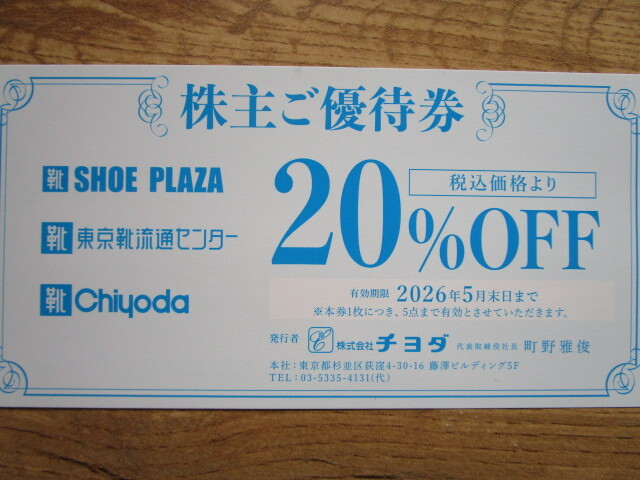 株主ご優待券
靴 SHOE PLAZA
靴 東京靴流通センター
靴 Chiyoda
税込価格より
20%OFF
有効期限 2026年5月末日まで
※本券1枚につき、5点まで有効とさせていただきます。
発行者 株式会社 チヨダ 代表取締役社長 町野雅俊
本社：東京都杉並区荻窪4-30-16 藤澤ビルディング5F
TEL：03-5335-4131(代)